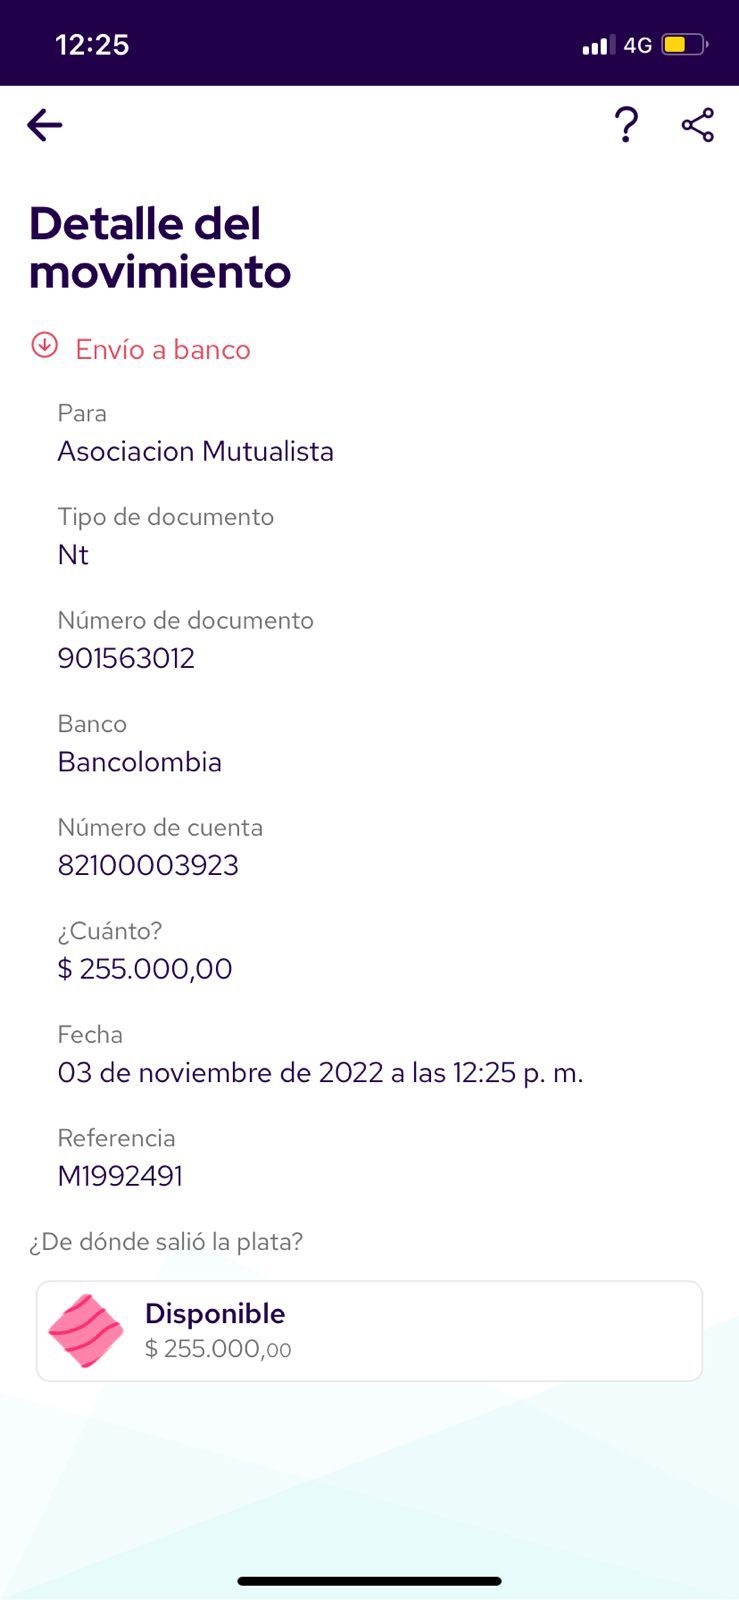 12:25
4G
Detalle del
movimiento
Envío a banco
Para
Asociacion Mutualista
Tipo de documento
Nt
Número de documento
901563012
Banco
Bancolombia
Número de cuenta
82100003923
¿Cuánto?
$ 255.000,00
Fecha
03 de noviembre de 2022 a las 12:25 p. m.
Referencia
M1992491
¿De dónde salió la plata?
Disponible
$ 255.000,00